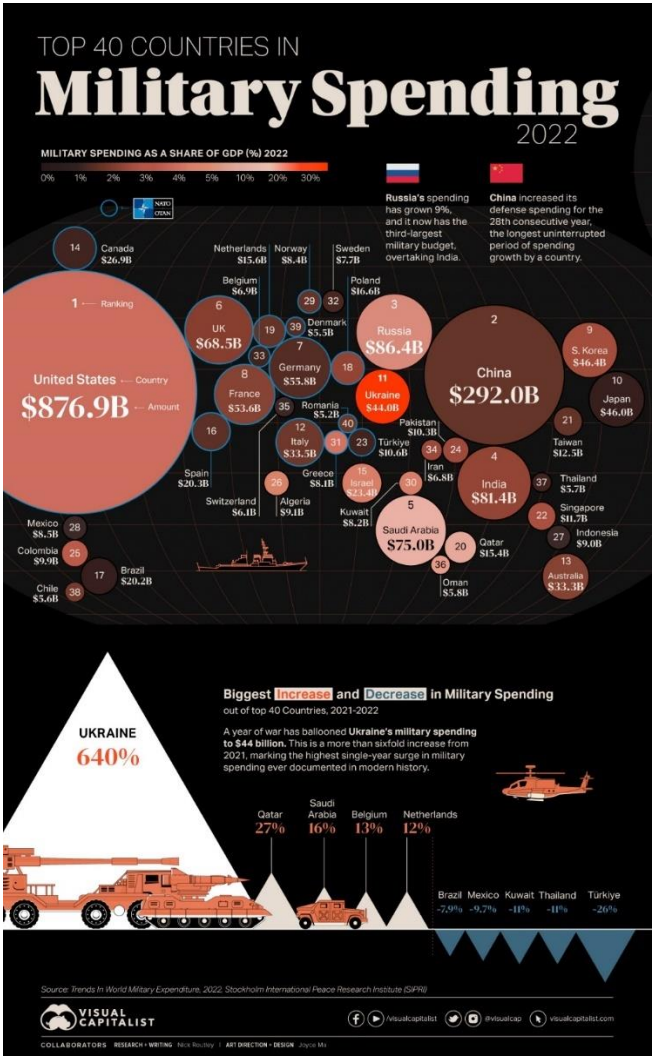 TOP 40 COUNTRIES IN
Military Spending
2022
MILITARY SPENDING AS A SHARE OF GDP (%) 2022
0% 1% 2% 3% 4% 5% 10% 20% 30%
NATO
OTAN
Russia's spending
has grown 9%,
and it now has the
third-largest
military budget,
overtaking India.
China increased its
defense spending for the
28th consecutive year,
the longest uninterrupted
period of spending
growth by a country.
14
Canada
$26.9B
Netherlands
$15.6B
Norway
$8.4B
Sweden
$7.7B
Belgium
$6.9B
Poland
$16.6B
1 Ranking
United States Country
$876.9B Amount
6
UK
$68.5B
19
29
32
39
Denmark
$5.5B
33
7
Germany
$55.8B
18
3
Russia
$86.4B
2
China
$292.0B
9
S. Korea
$46.4B
10
Japan
$46.0B
8
France
$53.6B
11
Ukraine
$44.0B
35
Romania
$5.2B
40
16
Spain
$20.3B
12
Italy
$33.5B
31
23
Türkiye
$10.6B
Pakistan
$10.3B
34
24
Iran
$6.8B
21
Taiwan
$12.5B
4
India
$81.4B
37
Thailand
$5.7B
Switzerland
$6.1B
26
Algeria
$9.1B
Greece
$8.1B
15
Israel
$23.4B
30
Kuwait
$8.2B
22
Singapore
$11.7B
5
Saudi Arabia
$75.0B
20
Qatar
$15.4B
36
Oman
$5.8B
27
Indonesia
$9.0B
13
Australia
$33.3B
Mexico
$8.5B
28
Colombia
$9.9B
25
17
Brazil
$20.2B
Chile
$5.6B
38
Biggest Increase and Decrease in Military Spending
out of top 40 Countries, 2021-2022
A year of war has ballooned Ukraine's military spending
to $44 billion. This is a more than sixfold increase from
2021, marking the highest single-year surge in military
spending ever documented in modern history.
UKRAINE
640%
Qatar
27%
Saudi
Arabia
16%
Belgium
13%
Netherlands
12%
Brazil
-7.9%
Mexico
-9.7%
Kuwait
-11%
Thailand
-11%
Türkiye
-26%
Source: Trends In World Military Expenditure, 2022, Stockholm International Peace Research Institute (SIPRI)
VISUAL
CAPITALIST
/visualcapitalist @visualcap visualcapitalist.com
COLLABORATORS RESEARCH + WRITING Nick Routley | ART DIRECTION + DESIGN Joyce Ma